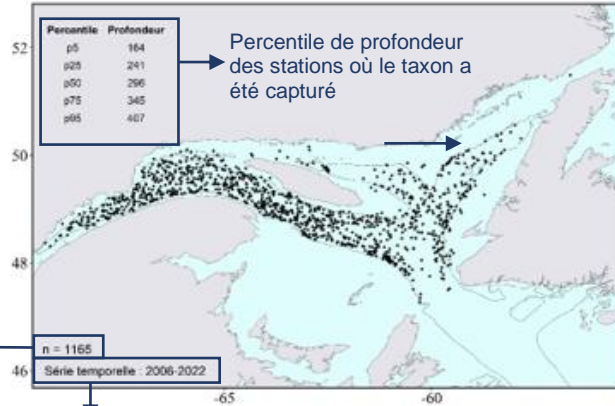 Percentile Profondeur
p5 164
p25 241
p50 296
p75 345
p95 407
Percentile de profondeur
des stations où le taxon a
été capturé
52
50
48
46
n = 1165
Série temporelle : 2006-2022
-65 -60